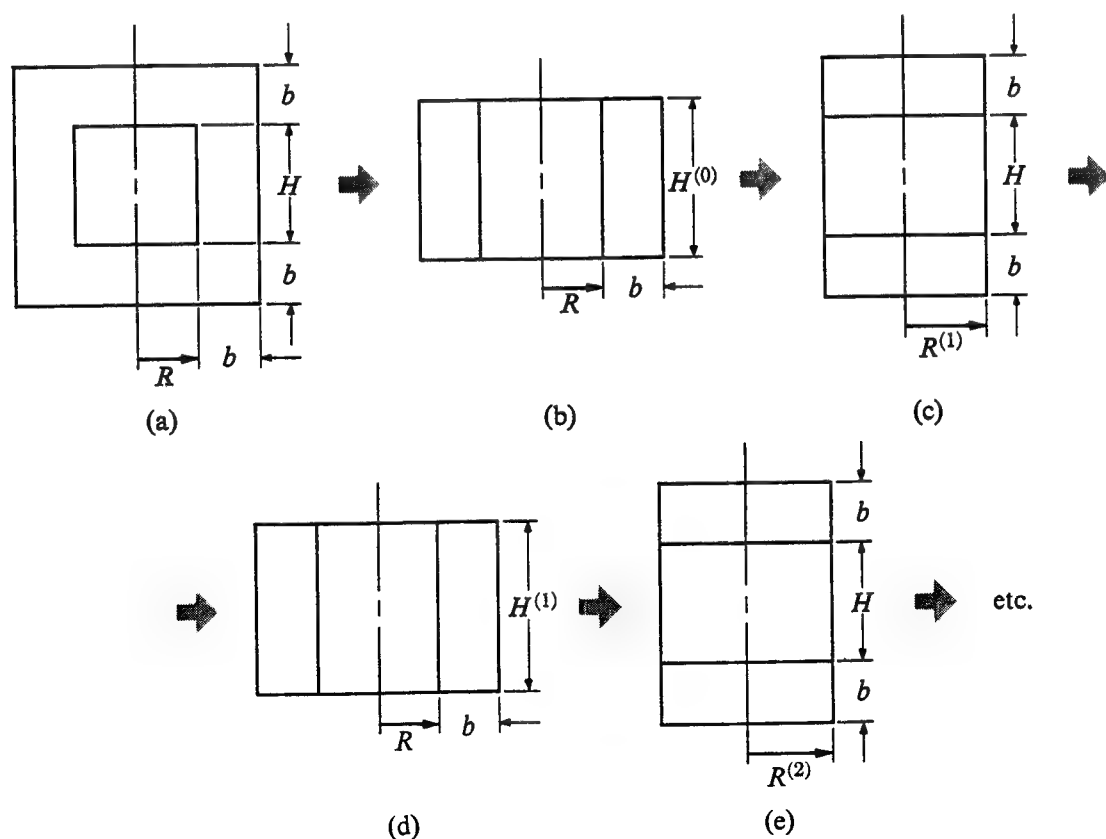 b
H
b
R
b
(a)
H^{(0)}
R
b
(b)
b
H
b
R^{(1)}
(c)
H^{(1)}
R
b
(d)
b
H
b
R^{(2)}
(e)
etc.